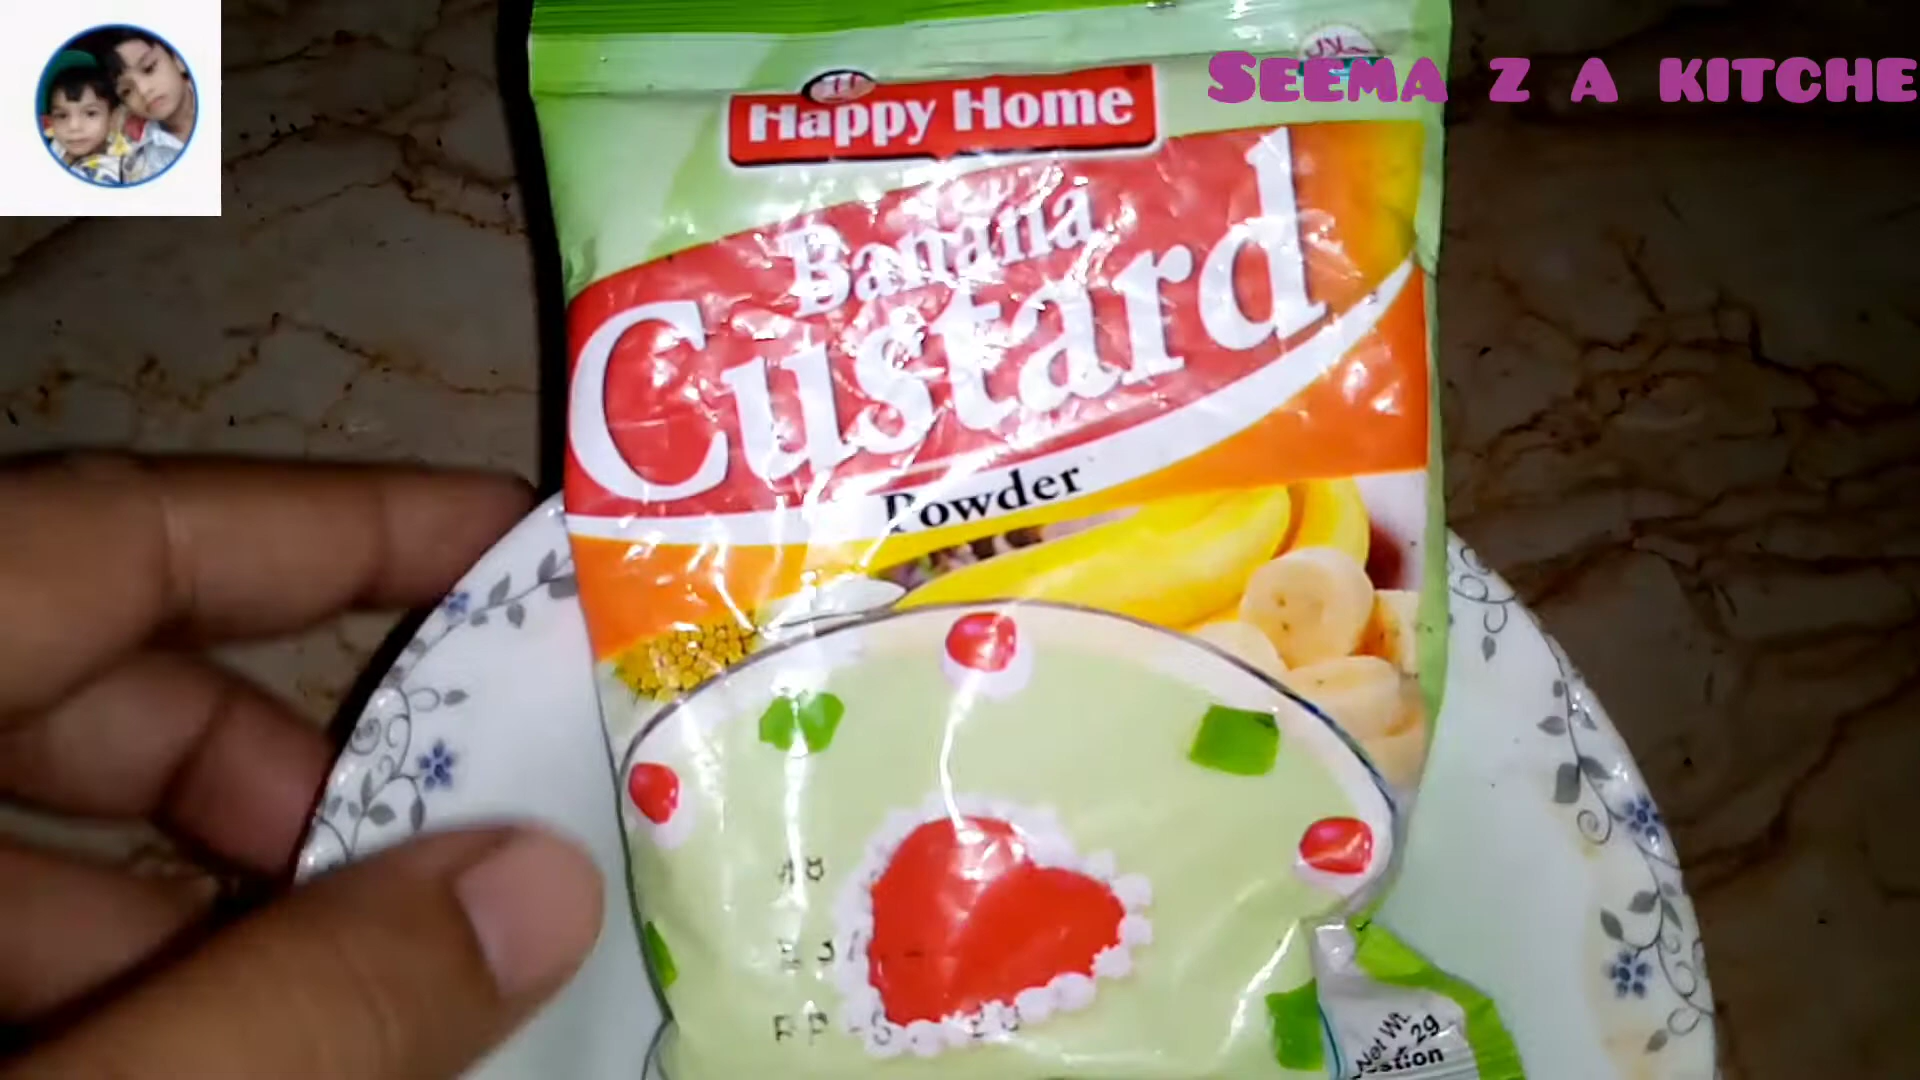 SEEMA Z A KITCHE
Happy Home
Banana
Custard
Powder
Net Wt.